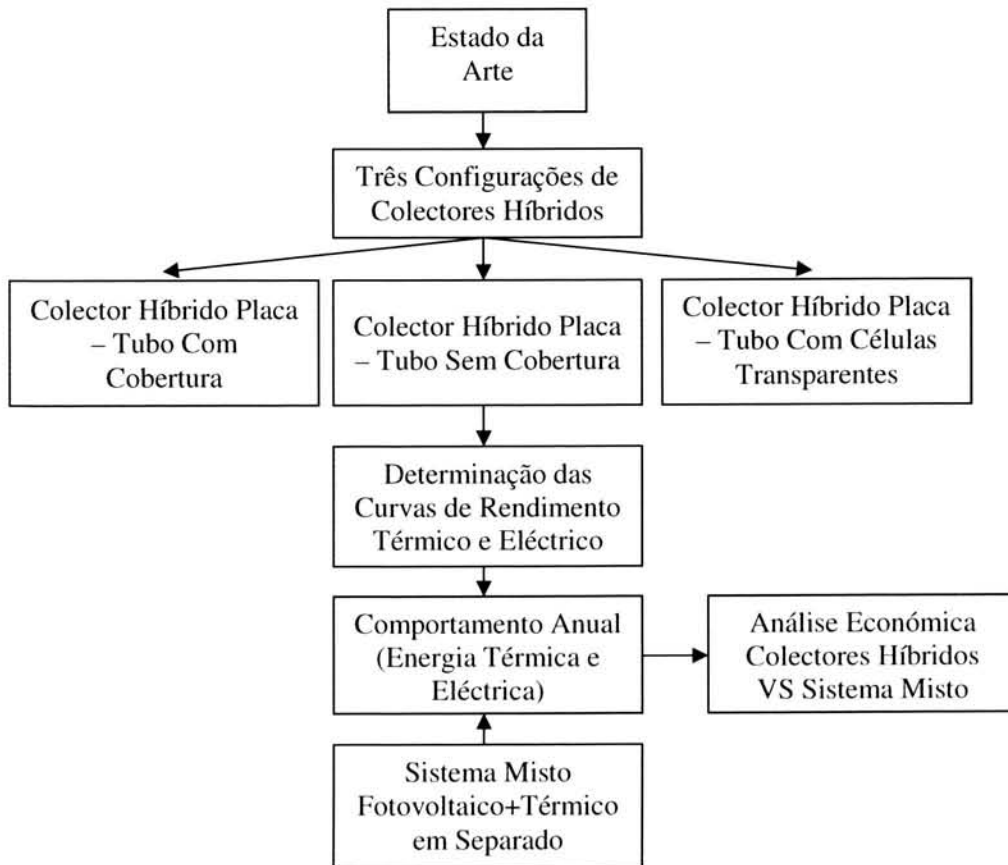 Estado da
Arte
Três Configurações de
Colectores Híbridos
Colector Híbrido Placa
– Tubo Com
Cobertura
Colector Híbrido Placa
– Tubo Sem Cobertura
Colector Híbrido Placa
– Tubo Com Células
Transparentes
Determinação das
Curvas de Rendimento
Térmico e Eléctrico
Comportamento Anual
(Energia Térmica e
Eléctrica)
Análise Económica
Colectores Híbridos
VS Sistema Misto
Sistema Misto
Fotovoltaico+Térmico
em Separado